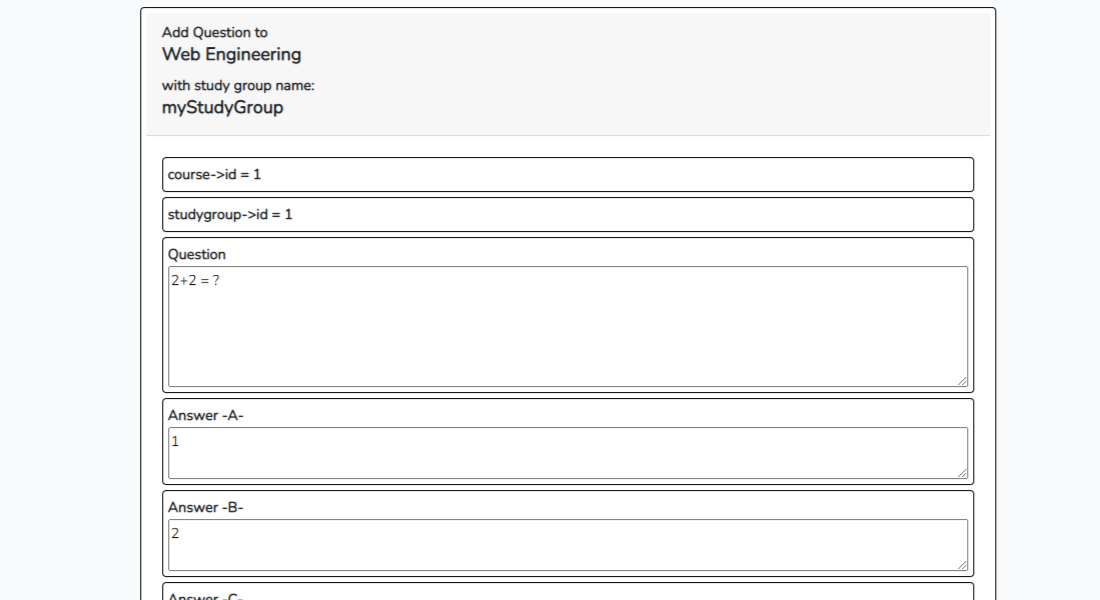 Add Question to
Web Engineering
with study group name:
myStudyGroup
course->id = 1
studygroup->id = 1
Question
2+2 = ?
Answer -A-
1
Answer -B-
2
Answer -C-